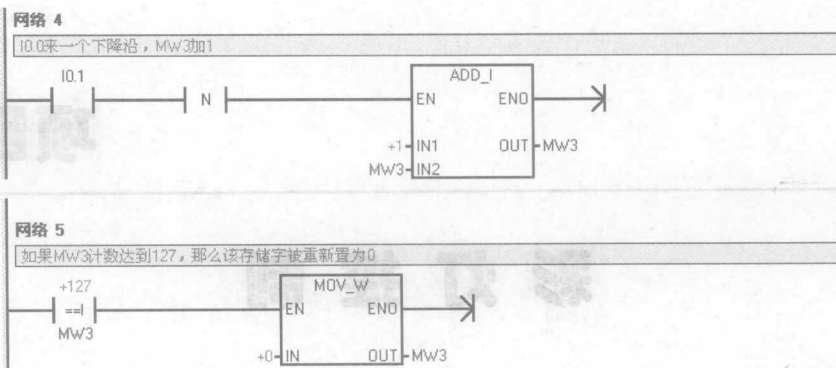 网络 4
I0.0来一个下降沿，MW3加1
I0.1
N
ADD_I
EN ENO
+1 IN1 OUT MW3
MW3 IN2
网络 5
如果MW3计数达到127，那么该存储字被重新置为0
+127
==I
MW3
MOV_W
EN ENO
+0 IN OUT MW3